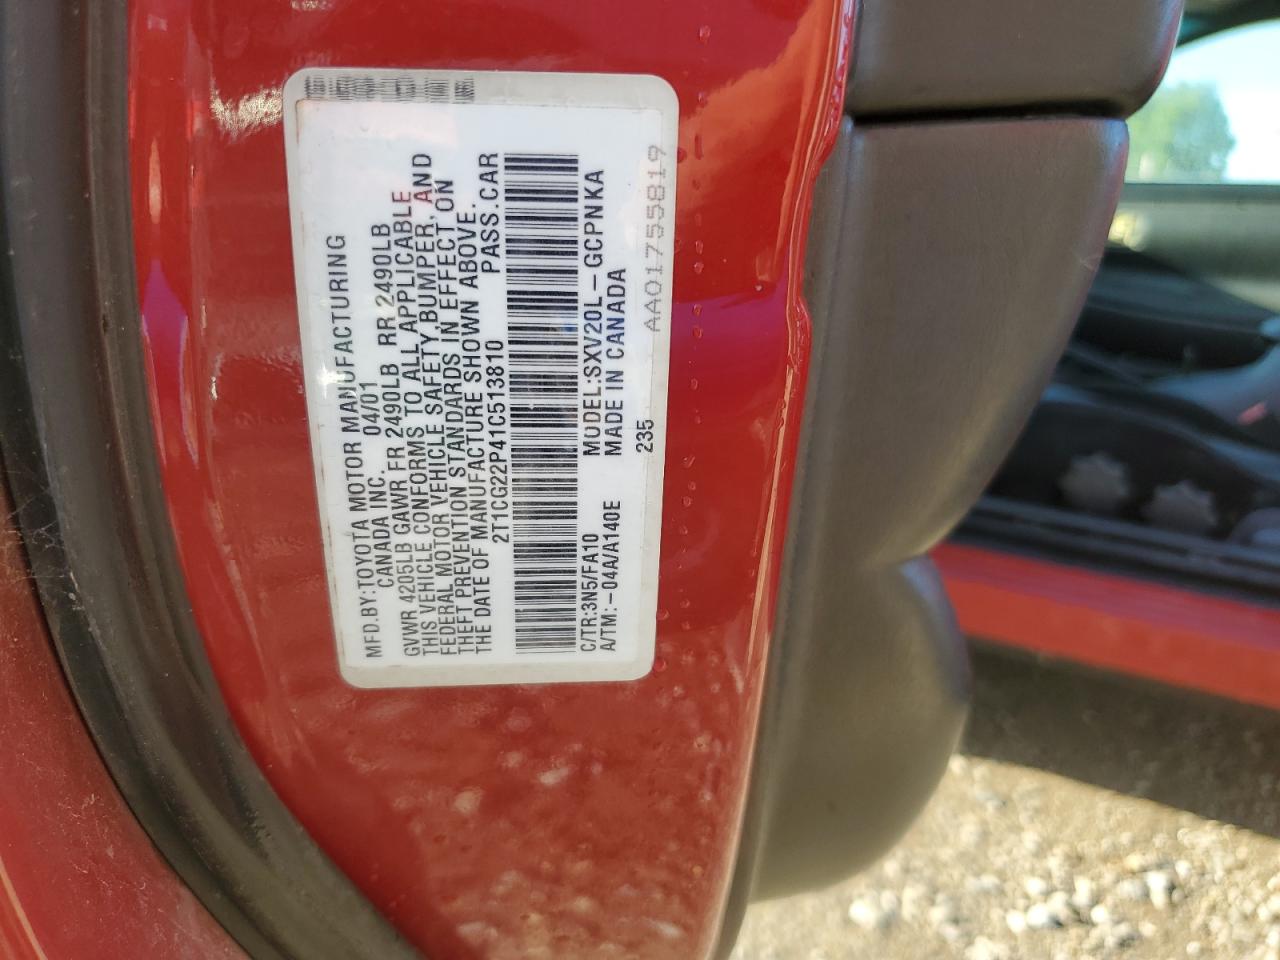 MFD.BY:TOYOTA MOTOR MANUFACTURING
CANADA INC. 04/01
GVWR 4205LB GAWR FR 2490LB RR 2490LB
THIS VEHICLE CONFORMS TO ALL APPLICABLE
FEDERAL MOTOR VEHICLE SAFETY,BUMPER, AND
THEFT PREVENTION STANDARDS IN EFFECT ON
THE DATE OF MANUFACTURE SHOWN ABOVE.
2T1CG22P41C513810 PASS.CAR
C/TR:3N5/FA10 MODEL:SXV20L-GCPNKA
A/TM:-04A/A140E MADE IN CANADA
235
AA01755819